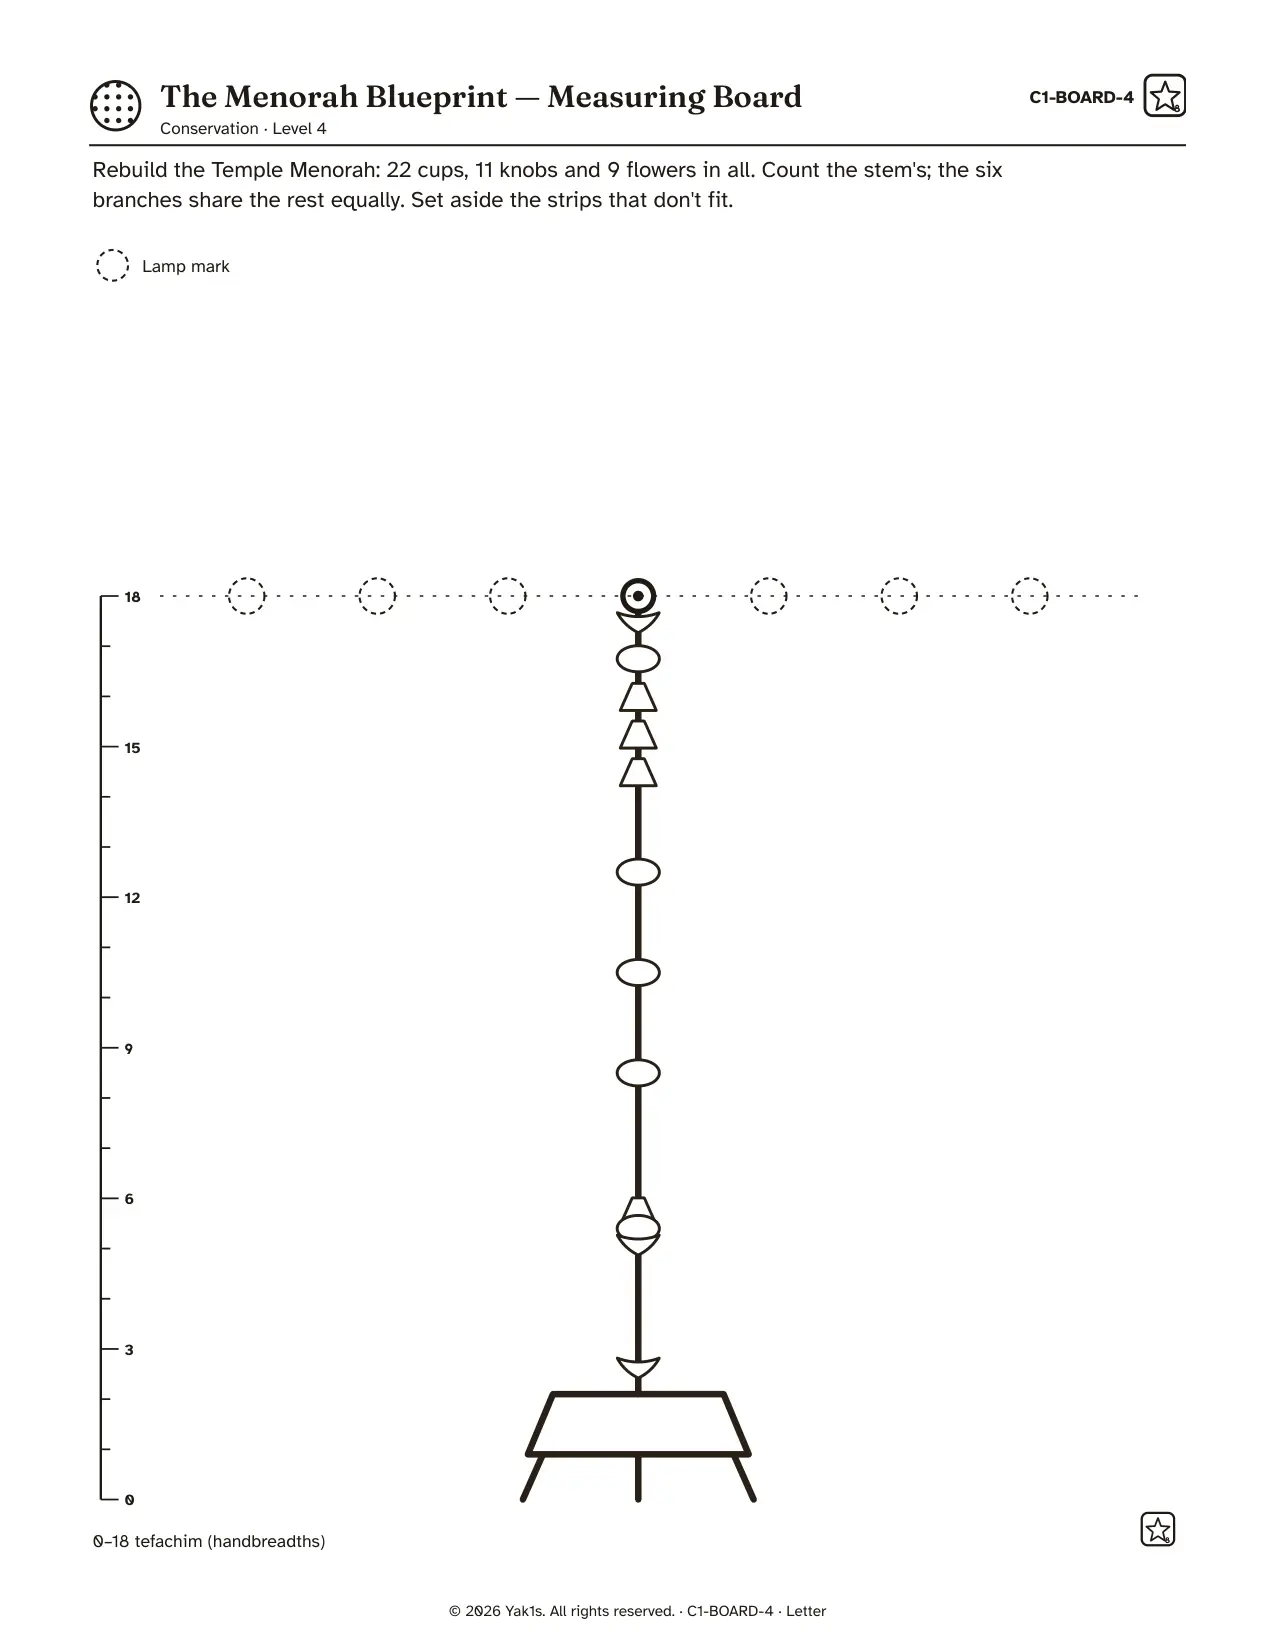 The Menorah Blueprint — Measuring Board
C1-BOARD-4
Conservation · Level 4
Rebuild the Temple Menorah: 22 cups, 11 knobs and 9 flowers in all. Count the stem's; the six
branches share the rest equally. Set aside the strips that don't fit.
Lamp mark
18
15
12
9
6
3
0
0–18 tefachim (handbreadths)
© 2026 Yak1s. All rights reserved. · C1-BOARD-4 · Letter